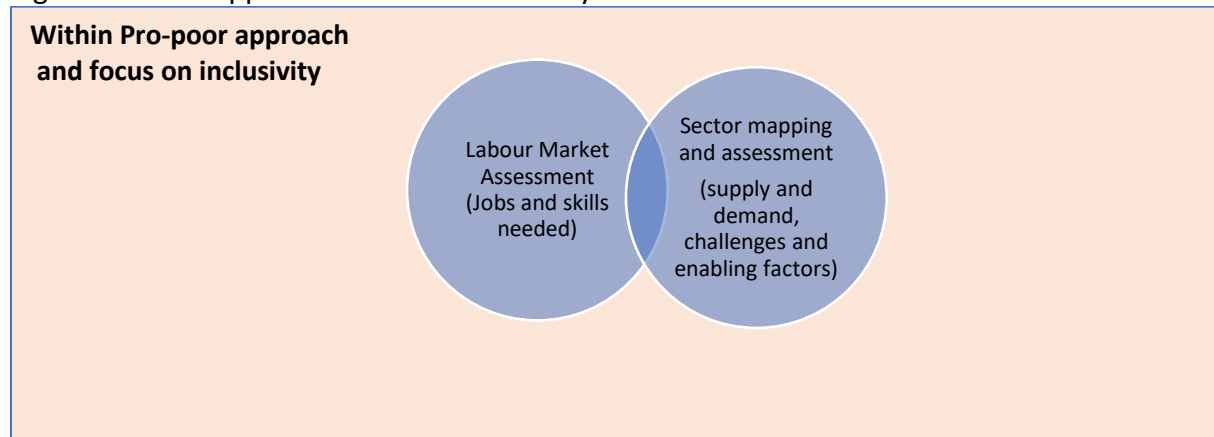 Within Pro-poor approach
and focus on inclusivity
Labour Market
Assessment
(Jobs and skills
needed)
Sector mapping
and assessment
(supply and
demand,
challenges and
enabling factors)